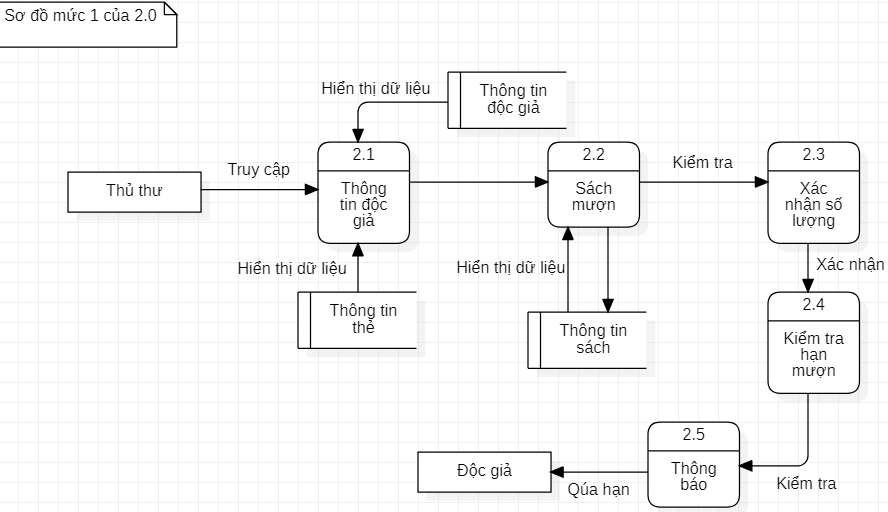 Sơ đồ mức 1 của 2.0
Hiển thị dữ liệu
Thông tin
độc giả
2.1
Thông
tin độc
giả
Truy cập
Thủ thư
2.2
Sách
mượn
Kiểm tra
2.3
Xác
nhận số
lượng
Hiển thị dữ liệu
Thông tin
thẻ
Hiển thị dữ liệu
Thông tin
sách
Xác nhận
2.4
Kiểm tra
hạn
mượn
2.5
Thông
báo
Kiểm tra
Qúa hạn
Độc giả